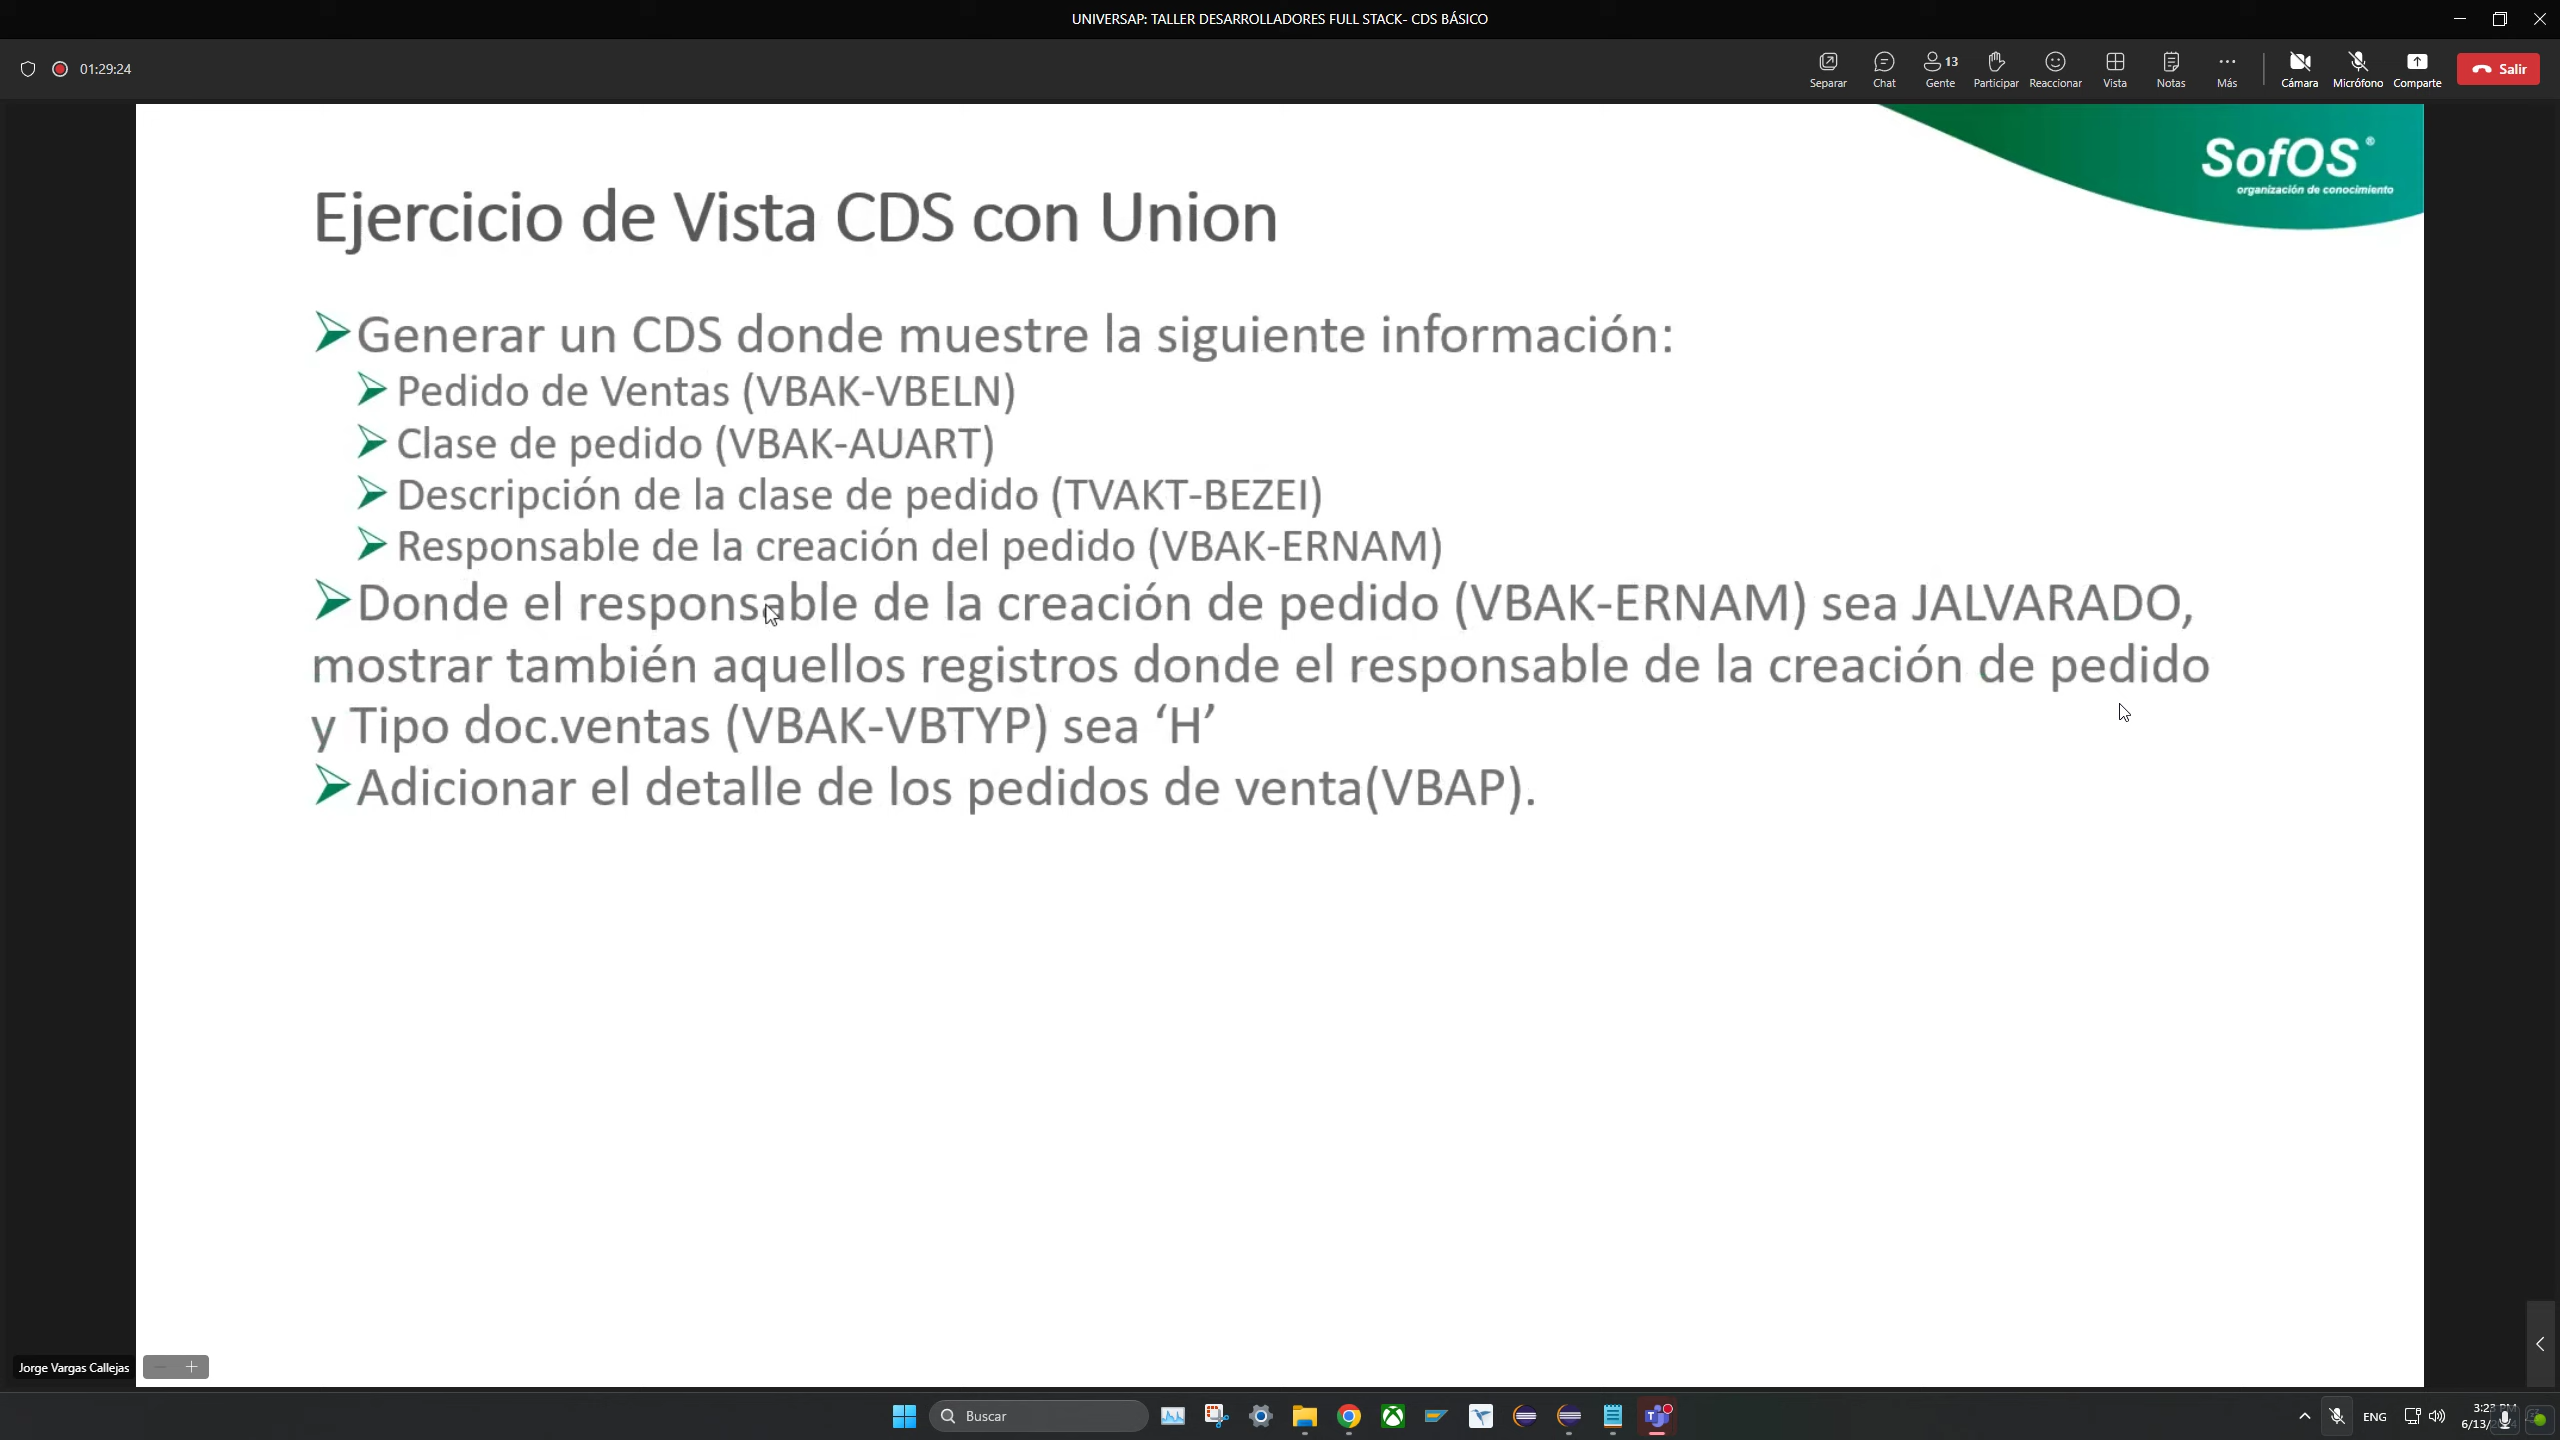 UNIVERSAP: TALLER DESARROLLADORES FULL STACK- CDS BÁSICO
01:29:24
Separar
Chat
13
Gente
Participar
Reaccionar
Vista
Notas
Más
Cámara
Micrófono
Comparte
Salir
SofOS®
organización de conocimiento
Ejercicio de Vista CDS con Union
Generar un CDS donde muestre la siguiente información:
Pedido de Ventas (VBAK-VBELN)
Clase de pedido (VBAK-AUART)
Descripción de la clase de pedido (TVAKT-BEZEI)
Responsable de la creación del pedido (VBAK-ERNAM)
Donde el responsable de la creación de pedido (VBAK-ERNAM) sea JALVARADO,
mostrar también aquellos registros donde el responsable de la creación de pedido
y Tipo doc.ventas (VBAK-VBTYP) sea ‘H’
Adicionar el detalle de los pedidos de venta(VBAP).
Jorge Vargas Callejas
Buscar
ENG
6/13/